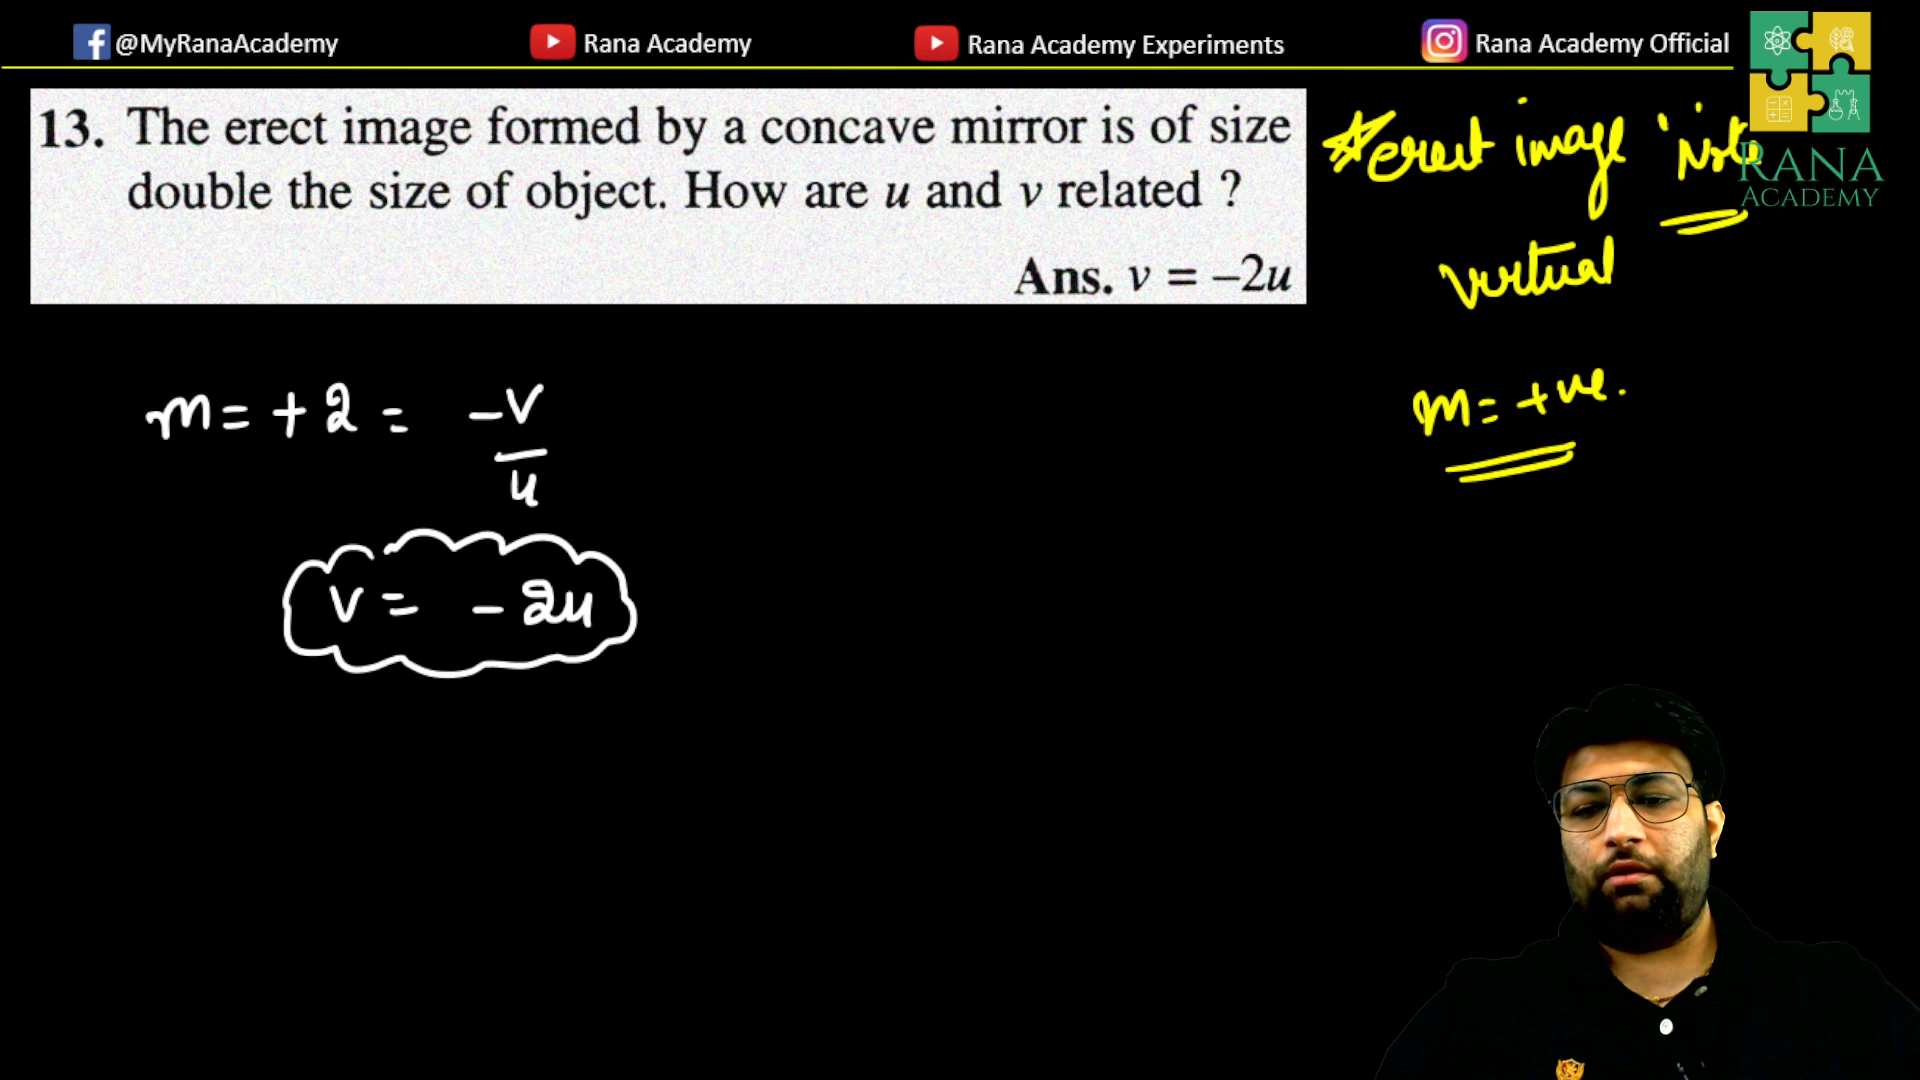 @MyRanaAcademy Rana Academy Rana Academy Experiments Rana Academy Official
13. The erect image formed by a concave mirror is of size
double the size of object. How are u and v related ?
Ans. v = –2u
erect image is
virtual
m = +ve.
RANA
ACADEMY
m = + 2 = -v
u
v = - 2u